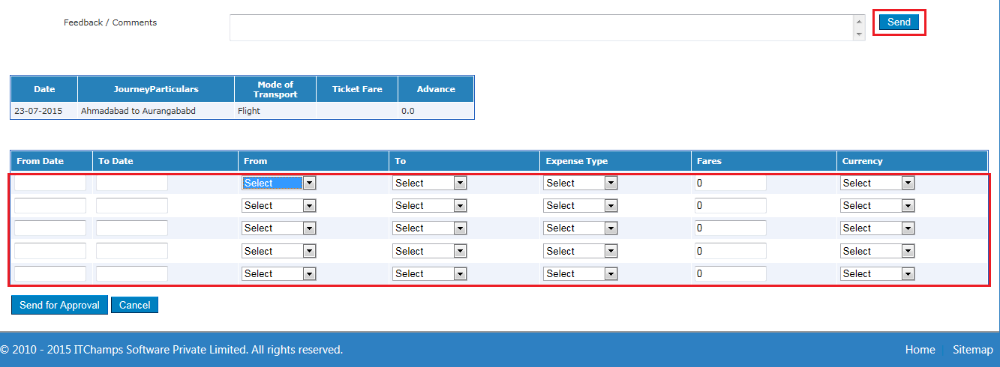 Feedback / Comments Send
Date JourneyParticulars Mode of Transport Ticket Fare Advance
23-07-2015 Ahmadabad to Aurangababd Flight 0.0
From Date To Date From To Expense Type Fares Currency
Select Select Select 0 Select
Select Select Select 0 Select
Select Select Select 0 Select
Select Select Select 0 Select
Select Select Select 0 Select
Send for Approval Cancel
© 2010 - 2015 ITChamps Software Private Limited. All rights reserved. Home Sitemap